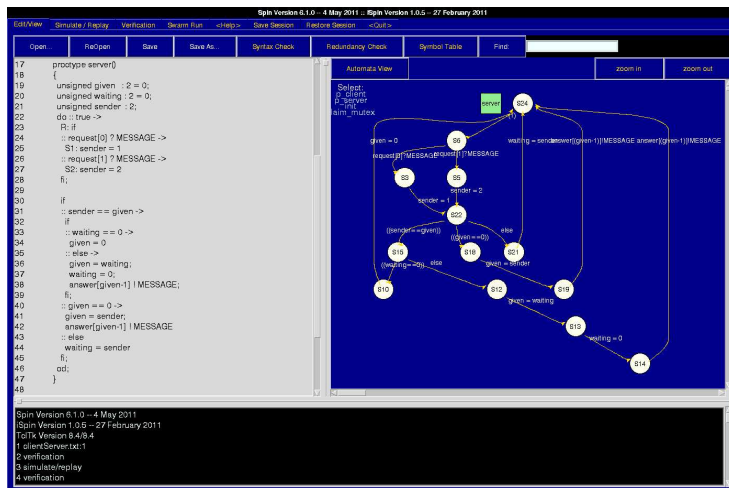 Spin Version 6.1.0 -- 4 May 2011 :: iSpin Version 1.0.5 -- 27 February 2011
Edit/View Simulate / Replay Verification Swarm Run <Help> Save Session Restore Session <Quit>
Open... ReOpen Save Save As... Syntax Check Redundancy Check Symbol Table Find:
Automata View zoom in zoom out
17 proctype server()
18 {
19 unsigned given : 2 = 0;
20 unsigned waiting : 2 = 0;
21 unsigned sender : 2;
22 do :: true ->
23 R: if
24 :: request[0] ? MESSAGE ->
25 S1: sender = 1
26 :: request[1] ? MESSAGE ->
27 S2: sender = 2
28 fi;
29
30 if
31 :: sender == given ->
32 if
33 :: waiting == 0 ->
34 given = 0
35 :: else ->
36 given = waiting;
37 waiting = 0;
38 answer[given-1] ! MESSAGE;
39 fi;
40 :: given == 0 ->
41 given = sender;
42 answer[given-1] ! MESSAGE
43 :: else
44 waiting = sender
45 fi;
46 od;
47 }
48
Select:
p_client
p_server
init
laim_mutex
server
S24
(1)
given = 0
S6
waiting = sender
answer[(given-1)]!MESSAGE answer[(given-1)]!MESSAGE
request[0]?MESSAGE
request[1]?MESSAGE
S3
S5
sender = 2
sender = 1
S22
((sender==given))
((given==0))
else
S15
S18
S21
((waiting==0))
else
given = sender
S10
S12
S19
given = waiting
S13
waiting = 0
S14
Spin Version 6.1.0 -- 4 May 2011
iSpin Version 1.0.5 -- 27 February 2011
TclTk Version 8.4/8.4
1 clientServer.txt:1
2 verification
3 simulate/replay
4 verification